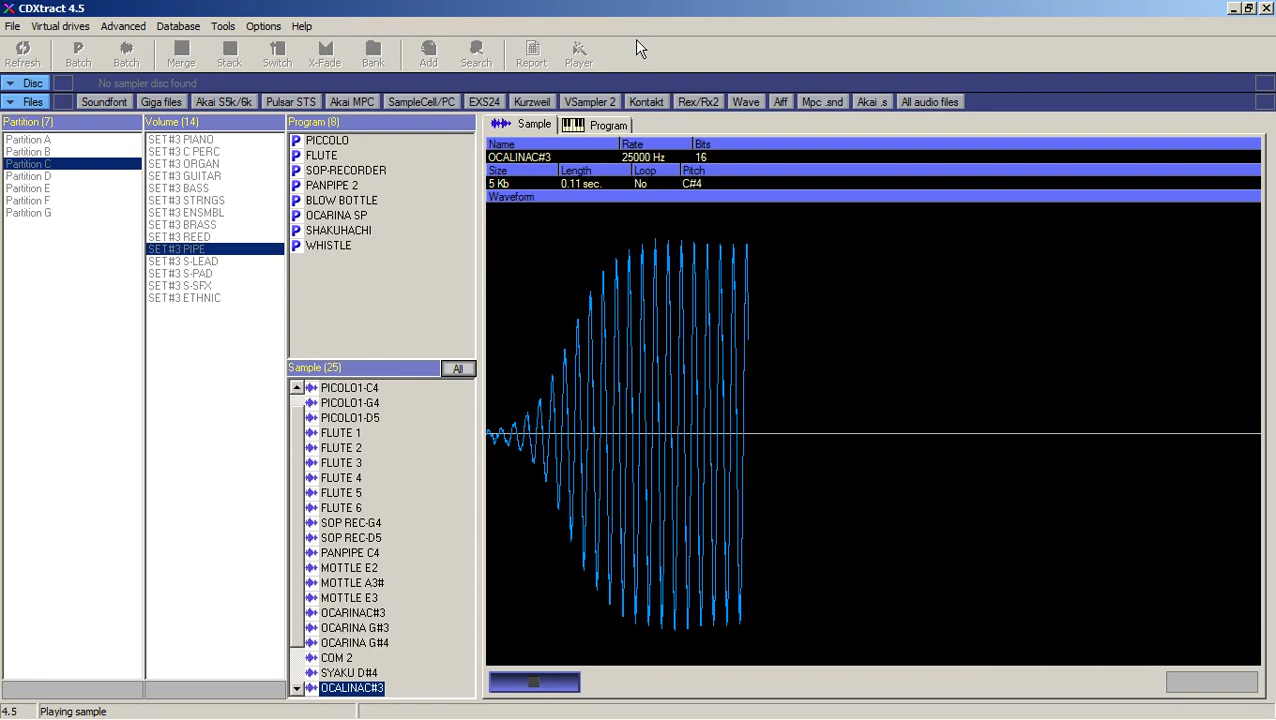 CDXtract 4.5
File Virtual drives Advanced Database Tools Options Help
Refresh Batch Batch Merge Stack Switch X-Fade Bank Add Search Report Player
Disc No sampler disc found
Files Soundfont Giga files Akai S5k/6k Pulsar STS Akai MPC SampleCell/PC EXS24 Kurzweil VSampler 2 Kontakt Rex/Rx2 Wave Aiff Mpc .snd Akai .s All audio files
Partition (7)
Partition A
Partition B
Partition C
Partition D
Partition E
Partition F
Partition G
Volume (14)
SET#3 PIANO
SET#3 C PERC
SET#3 ORGAN
SET#3 GUITAR
SET#3 BASS
SET#3 STRNGS
SET#3 ENSMBL
SET#3 BRASS
SET#3 REED
SET#3 PIPE
SET#3 S-LEAD
SET#3 S-PAD
SET#3 S-SFX
SET#3 ETHNIC
Program (8)
P PICCOLO
P FLUTE
P SOP-RECORDER
P PANPIPE 2
P BLOW BOTTLE
P OCARINA SP
P SHAKUHACHI
P WHISTLE
Sample (25) All
PICOLO1-C4
PICOLO1-G4
PICOLO1-D5
FLUTE 1
FLUTE 2
FLUTE 3
FLUTE 4
FLUTE 5
FLUTE 6
SOP REC-G4
SOP REC-D5
PANPIPE C4
MOTTLE E2
MOTTLE A3#
MOTTLE E3
OCARINAC#3
OCARINA G#3
OCARINA G#4
COM 2
SYAKU D#4
OCALINAC#3
Sample Program
Name Rate Bits
OCALINAC#3 25000 Hz 16
Size Length Loop Pitch
5 Kb 0.11 sec. No C#4
Waveform
4.5 Playing sample